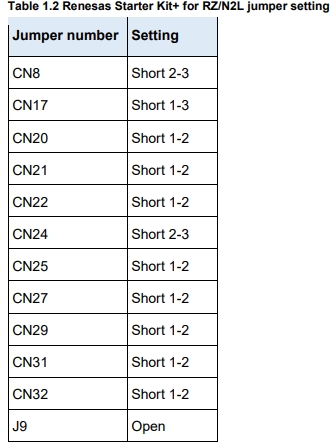 Table 1.2 Renesas Starter Kit+ for RZ/N2L jumper setting
Jumper number Setting
CN8 Short 2-3
CN17 Short 1-3
CN20 Short 1-2
CN21 Short 1-2
CN22 Short 1-2
CN24 Short 2-3
CN25 Short 1-2
CN27 Short 1-2
CN29 Short 1-2
CN31 Short 1-2
CN32 Short 1-2
J9 Open